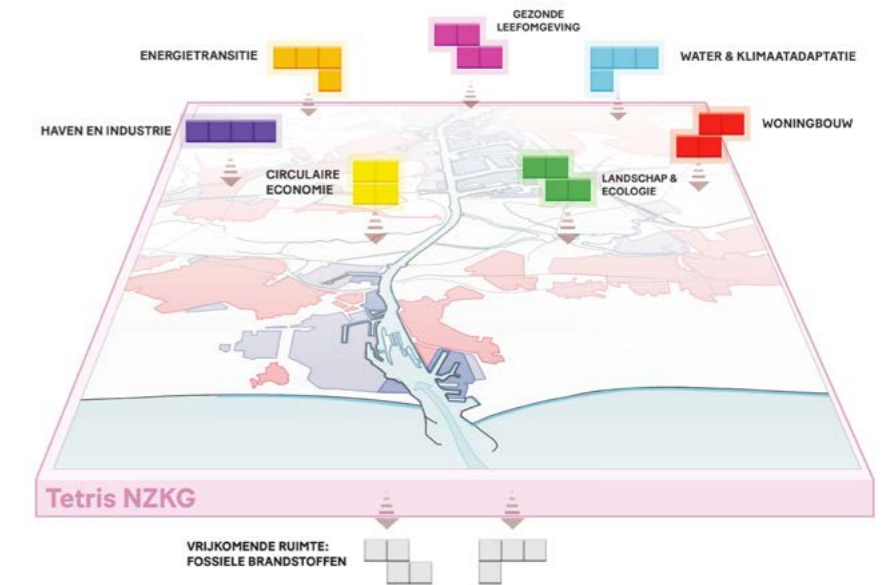 GEZONDE
LEEFOMGEVING
ENERGIETRANSITIE
WATER & KLIMAATADAPTATIE
HAVEN EN INDUSTRIE
WONINGBOUW
CIRCULAIRE
ECONOMIE
LANDSCHAP &
ECOLOGIE
Tetris NZKG
VRIJKOMENDE RUIMTE:
FOSSIELE BRANDSTOFFEN